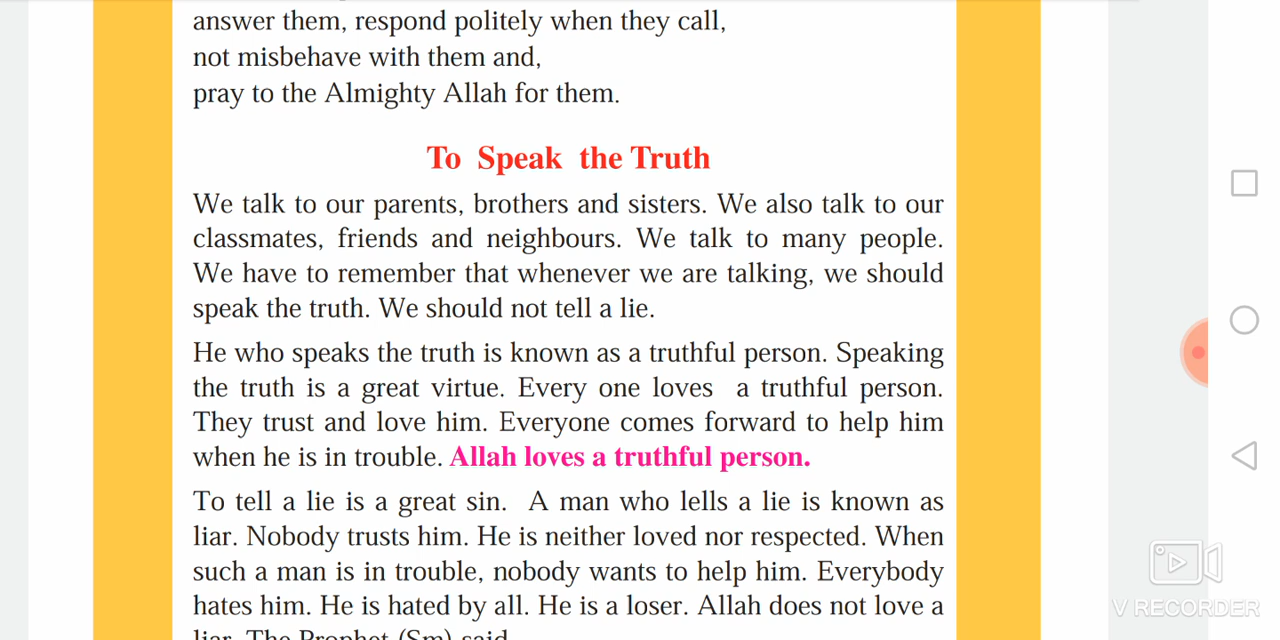 answer them, respond politely when they call,
not misbehave with them and,
pray to the Almighty Allah for them.
To Speak the Truth
We talk to our parents, brothers and sisters. We also talk to our
classmates, friends and neighbours. We talk to many people.
We have to remember that whenever we are talking, we should
speak the truth. We should not tell a lie.
He who speaks the truth is known as a truthful person. Speaking
the truth is a great virtue. Every one loves a truthful person.
They trust and love him. Everyone comes forward to help him
when he is in trouble. Allah loves a truthful person.
To tell a lie is a great sin. A man who lells a lie is known as
liar. Nobody trusts him. He is neither loved nor respected. When
such a man is in trouble, nobody wants to help him. Everybody
hates him. He is hated by all. He is a loser. Allah does not love a
liar. The Prophet (Sm) said
V RECORDER